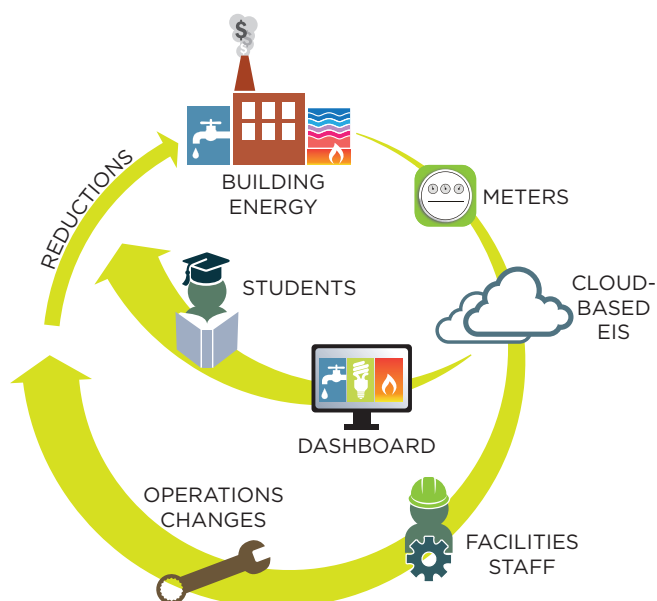 $
$
$
BUILDING
ENERGY
REDUCTIONS
METERS
STUDENTS
CLOUD-
BASED
EIS
DASHBOARD
OPERATIONS
CHANGES
FACILITIES
STAFF